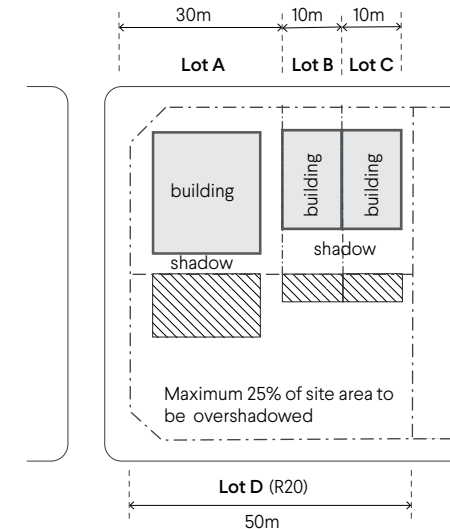 30m 10m 10m
Lot A Lot B Lot C
building building building
shadow
shadow
Maximum 25% of site area to
be overshadowed
Lot D (R20)
50m